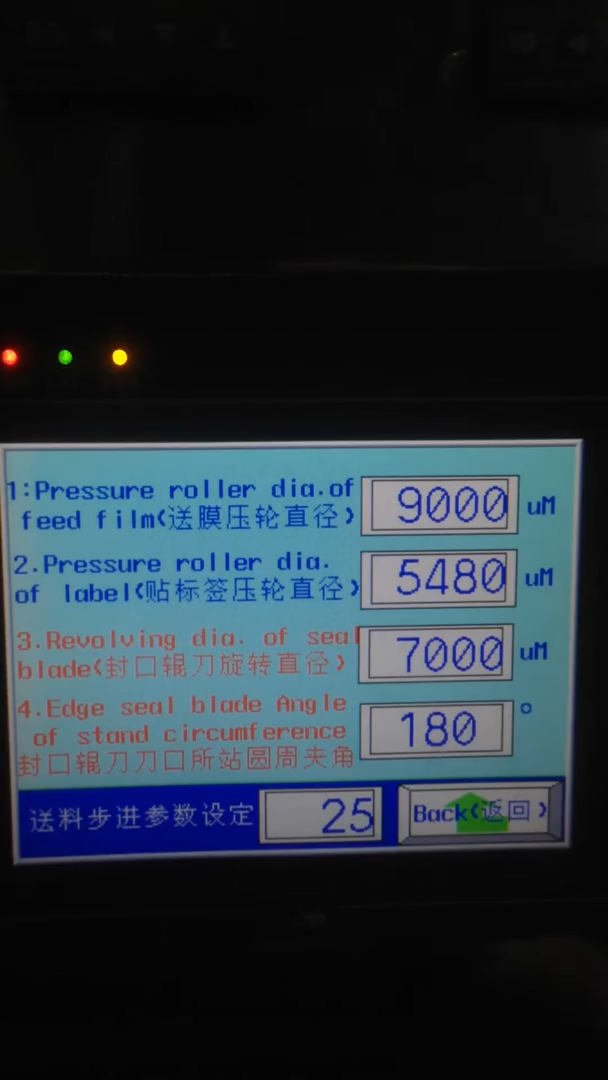 1:Pressure roller dia.of
feed film(送膜压轮直径)
9000 uM
2.Pressure roller dia.
of label(贴标签压轮直径)
5480 uM
3.Revolving dia. of seal
blade(封口辊刀旋转直径)
7000 uM
4.Edge seal blade Angle
of stand circumference
封口辊刀刀口所站圆周夹角
180 °
送料步进参数设定 25 Back(返回)